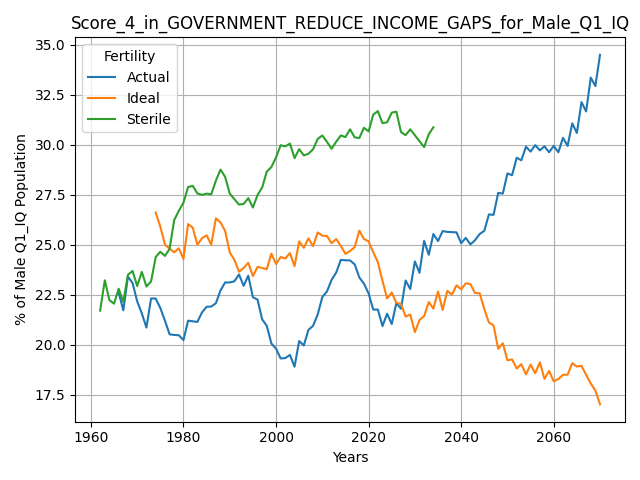 Score_4_in_GOVERNMENT_REDUCE_INCOME_GAPS_for_Male_Q1_IQ
Fertility
Actual
Ideal
Sterile
% of Male Q1_IQ Population
35.0
32.5
30.0
27.5
25.0
22.5
20.0
17.5
1960
1980
2000
2020
2040
2060
Years